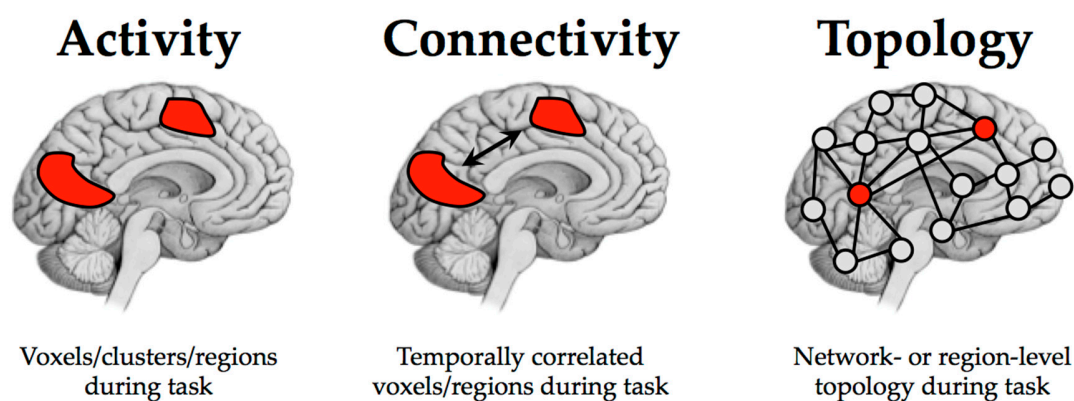 Activity
Voxels/clusters/regions
during task
Connectivity
Temporally correlated
voxels/regions during task
Topology
Network- or region-level
topology during task